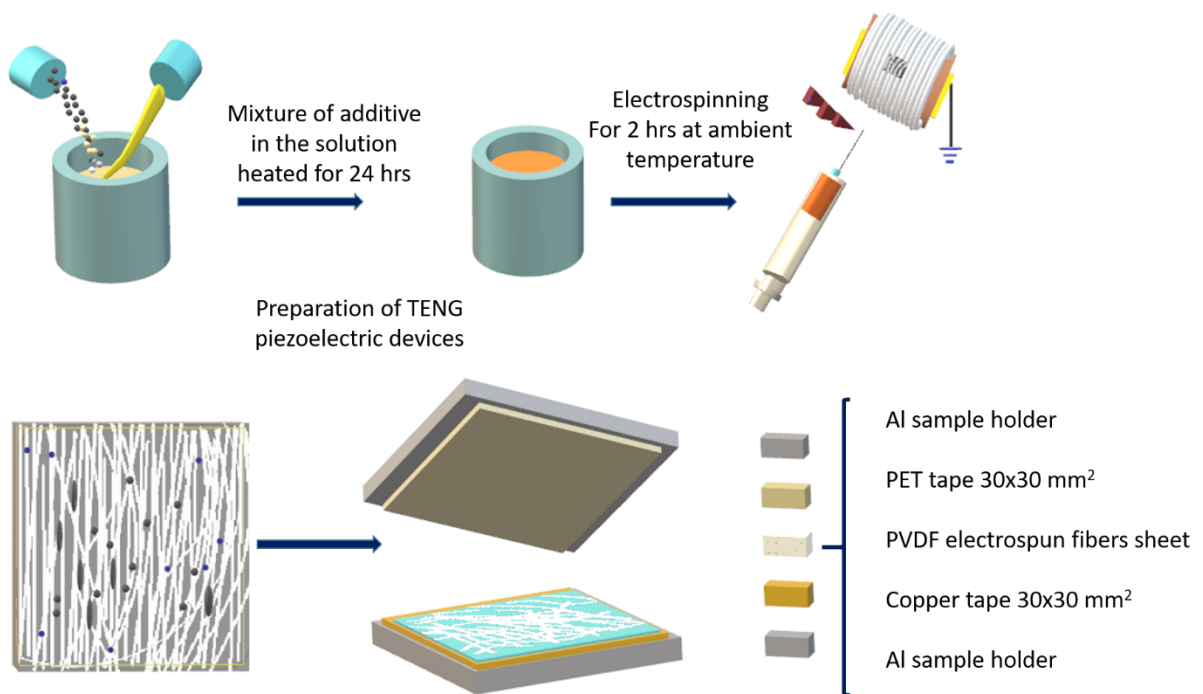 Mixture of additive
in the solution
heated for 24 hrs
Electrospinning
For 2 hrs at ambient
temperature
Preparation of TENG
piezoelectric devices
Al sample holder
PET tape 30x30 mm²
PVDF electrospun fibers sheet
Copper tape 30x30 mm²
Al sample holder